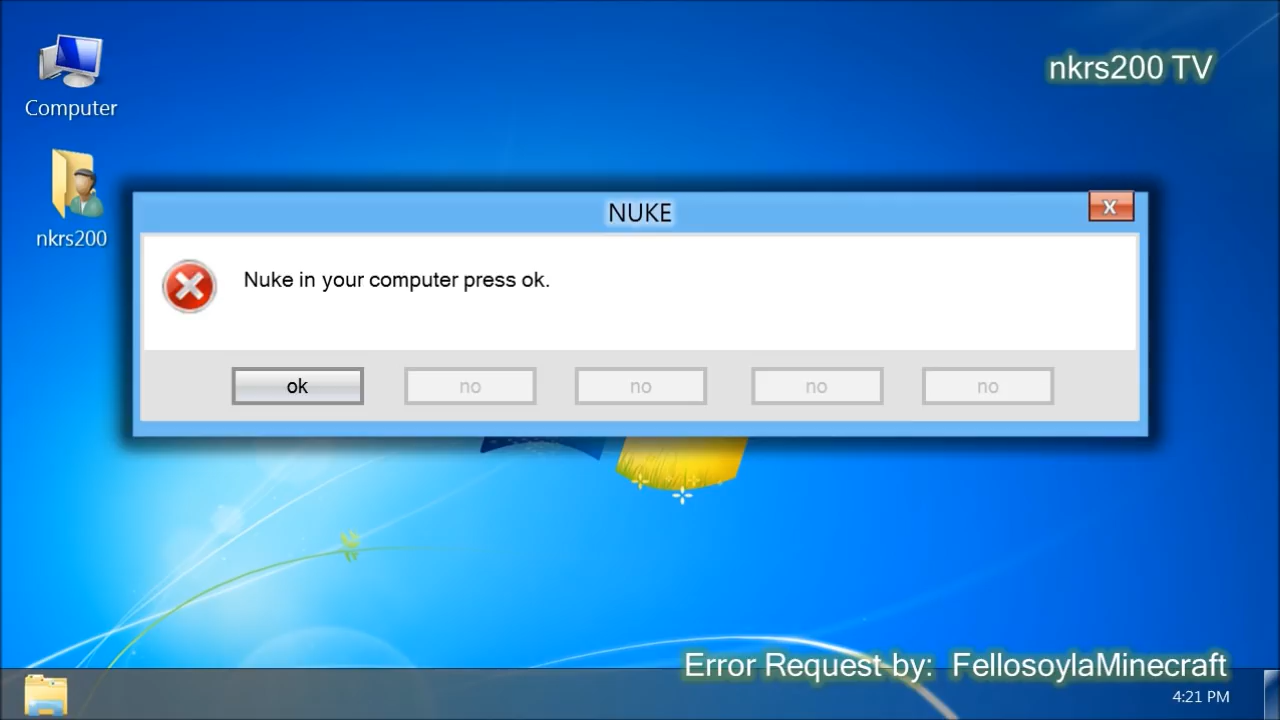 nkrs200 TV
Computer
nkrs200
NUKE
X
Nuke in your computer press ok.
ok no no no no
Error Request by: FellosoylaMinecraft
4:21 PM